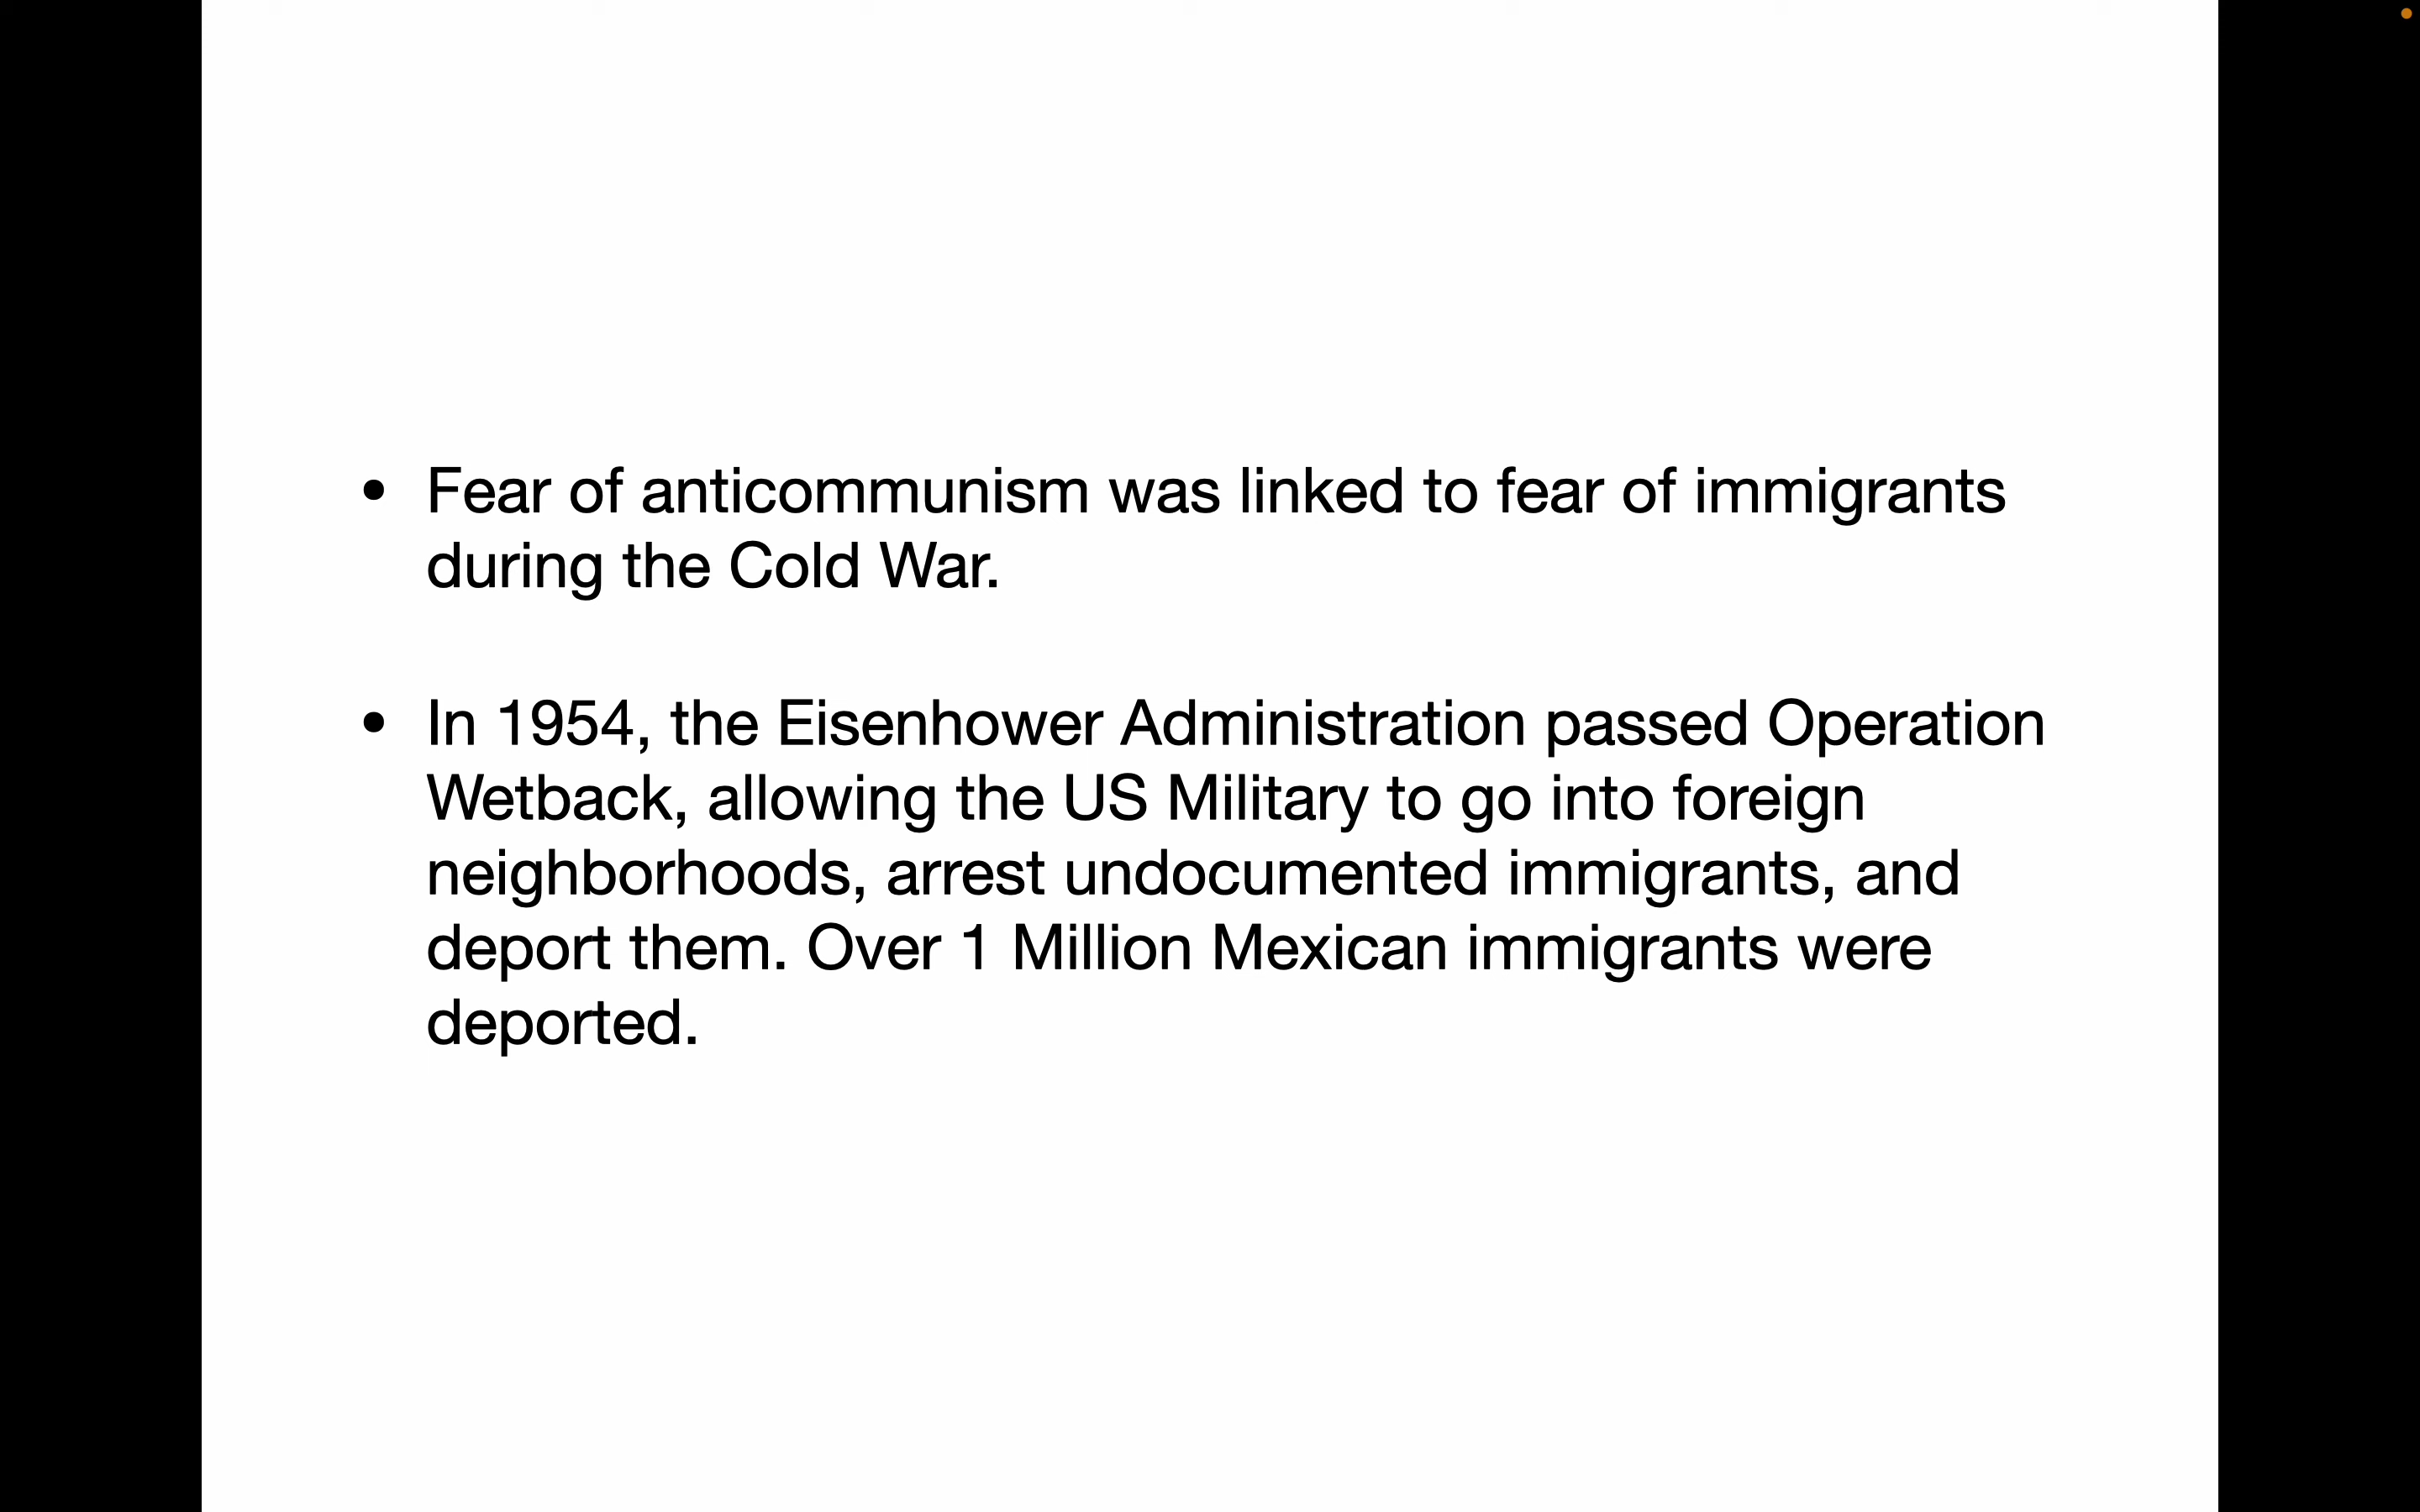 • Fear of anticommunism was linked to fear of immigrants
during the Cold War.
• In 1954, the Eisenhower Administration passed Operation
Wetback, allowing the US Military to go into foreign
neighborhoods, arrest undocumented immigrants, and
deport them. Over 1 Million Mexican immigrants were
deported.